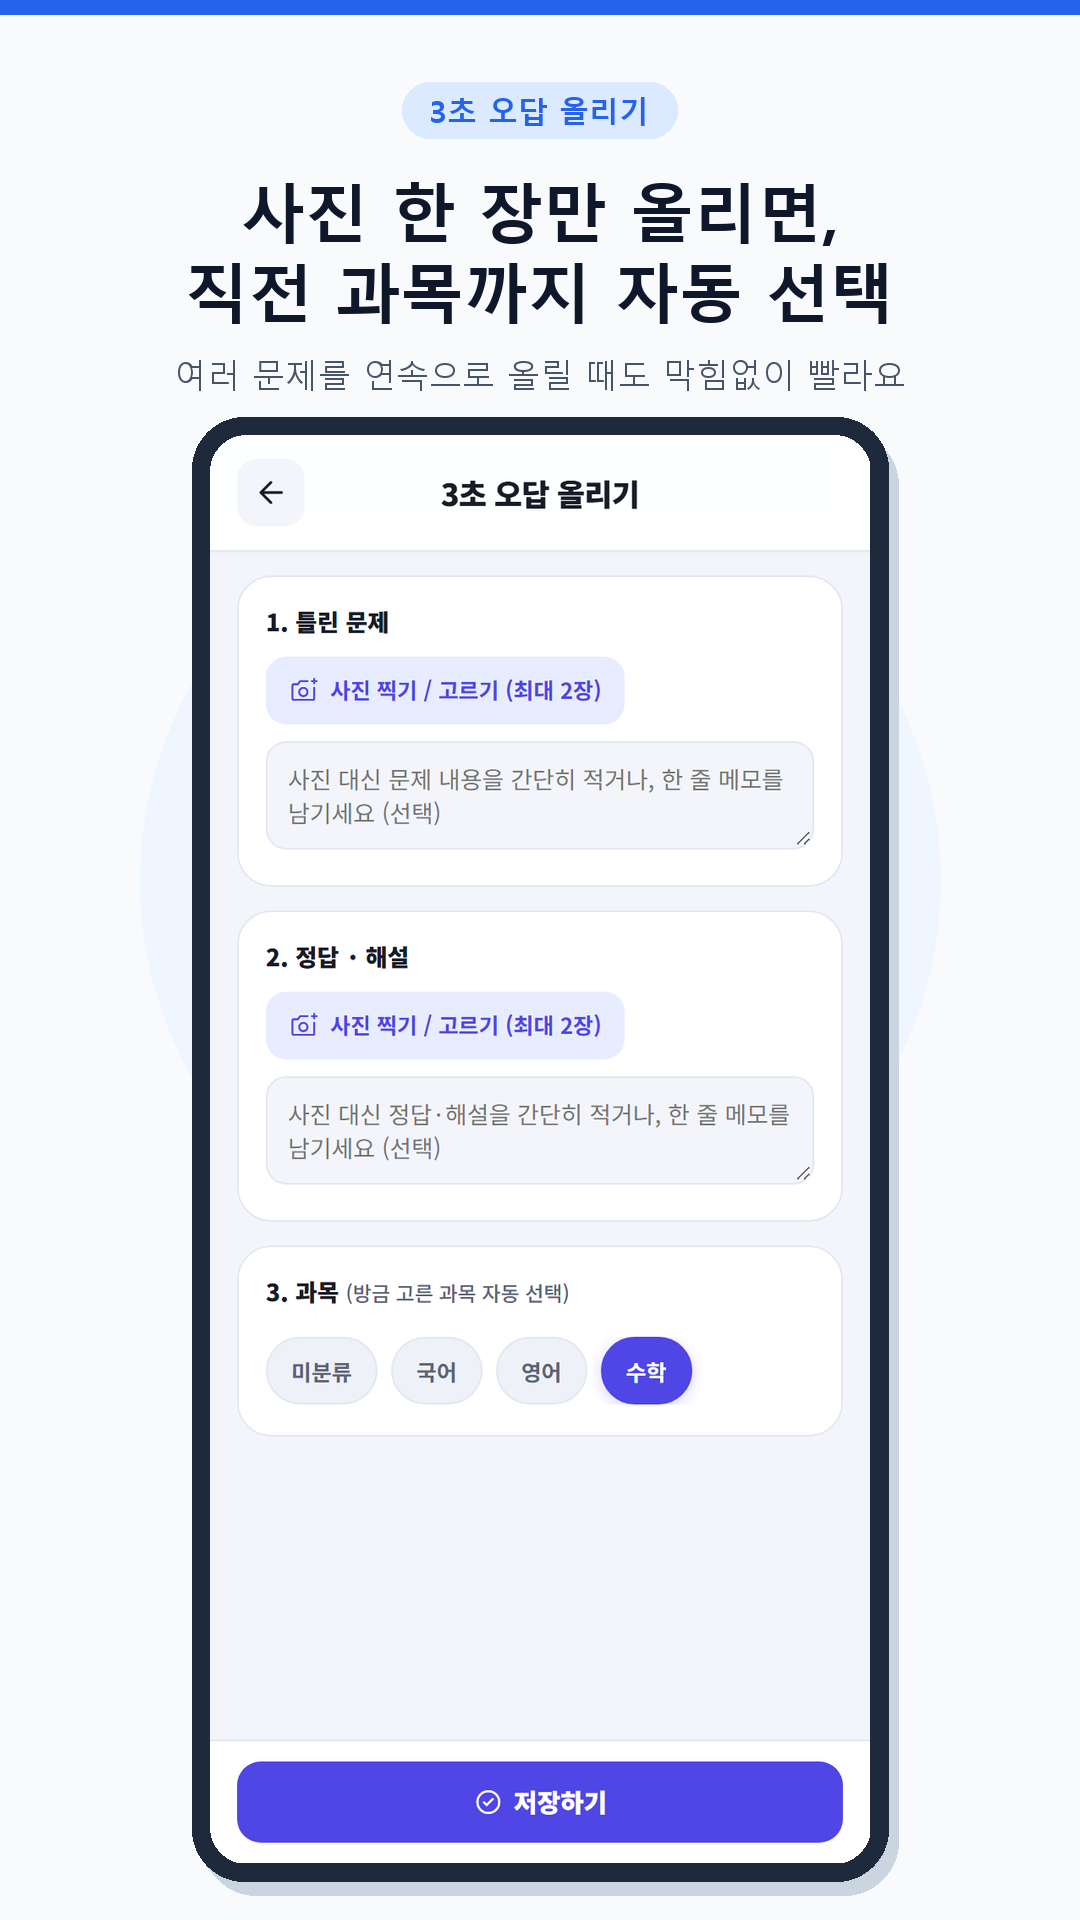 3초 오답 올리기
사진 한 장만 올리면,
직전 과목까지 자동 선택
여러 문제를 연속으로 올릴 때도 막힘없이 빨라요
3초 오답 올리기
1. 틀린 문제
사진 찍기 / 고르기 (최대 2장)
사진 대신 문제 내용을 간단히 적거나, 한 줄 메모를
남기세요 (선택)
2. 정답 · 해설
사진 찍기 / 고르기 (최대 2장)
사진 대신 정답·해설을 간단히 적거나, 한 줄 메모를
남기세요 (선택)
3. 과목 (방금 고른 과목 자동 선택)
미분류 국어 영어 수학
저장하기